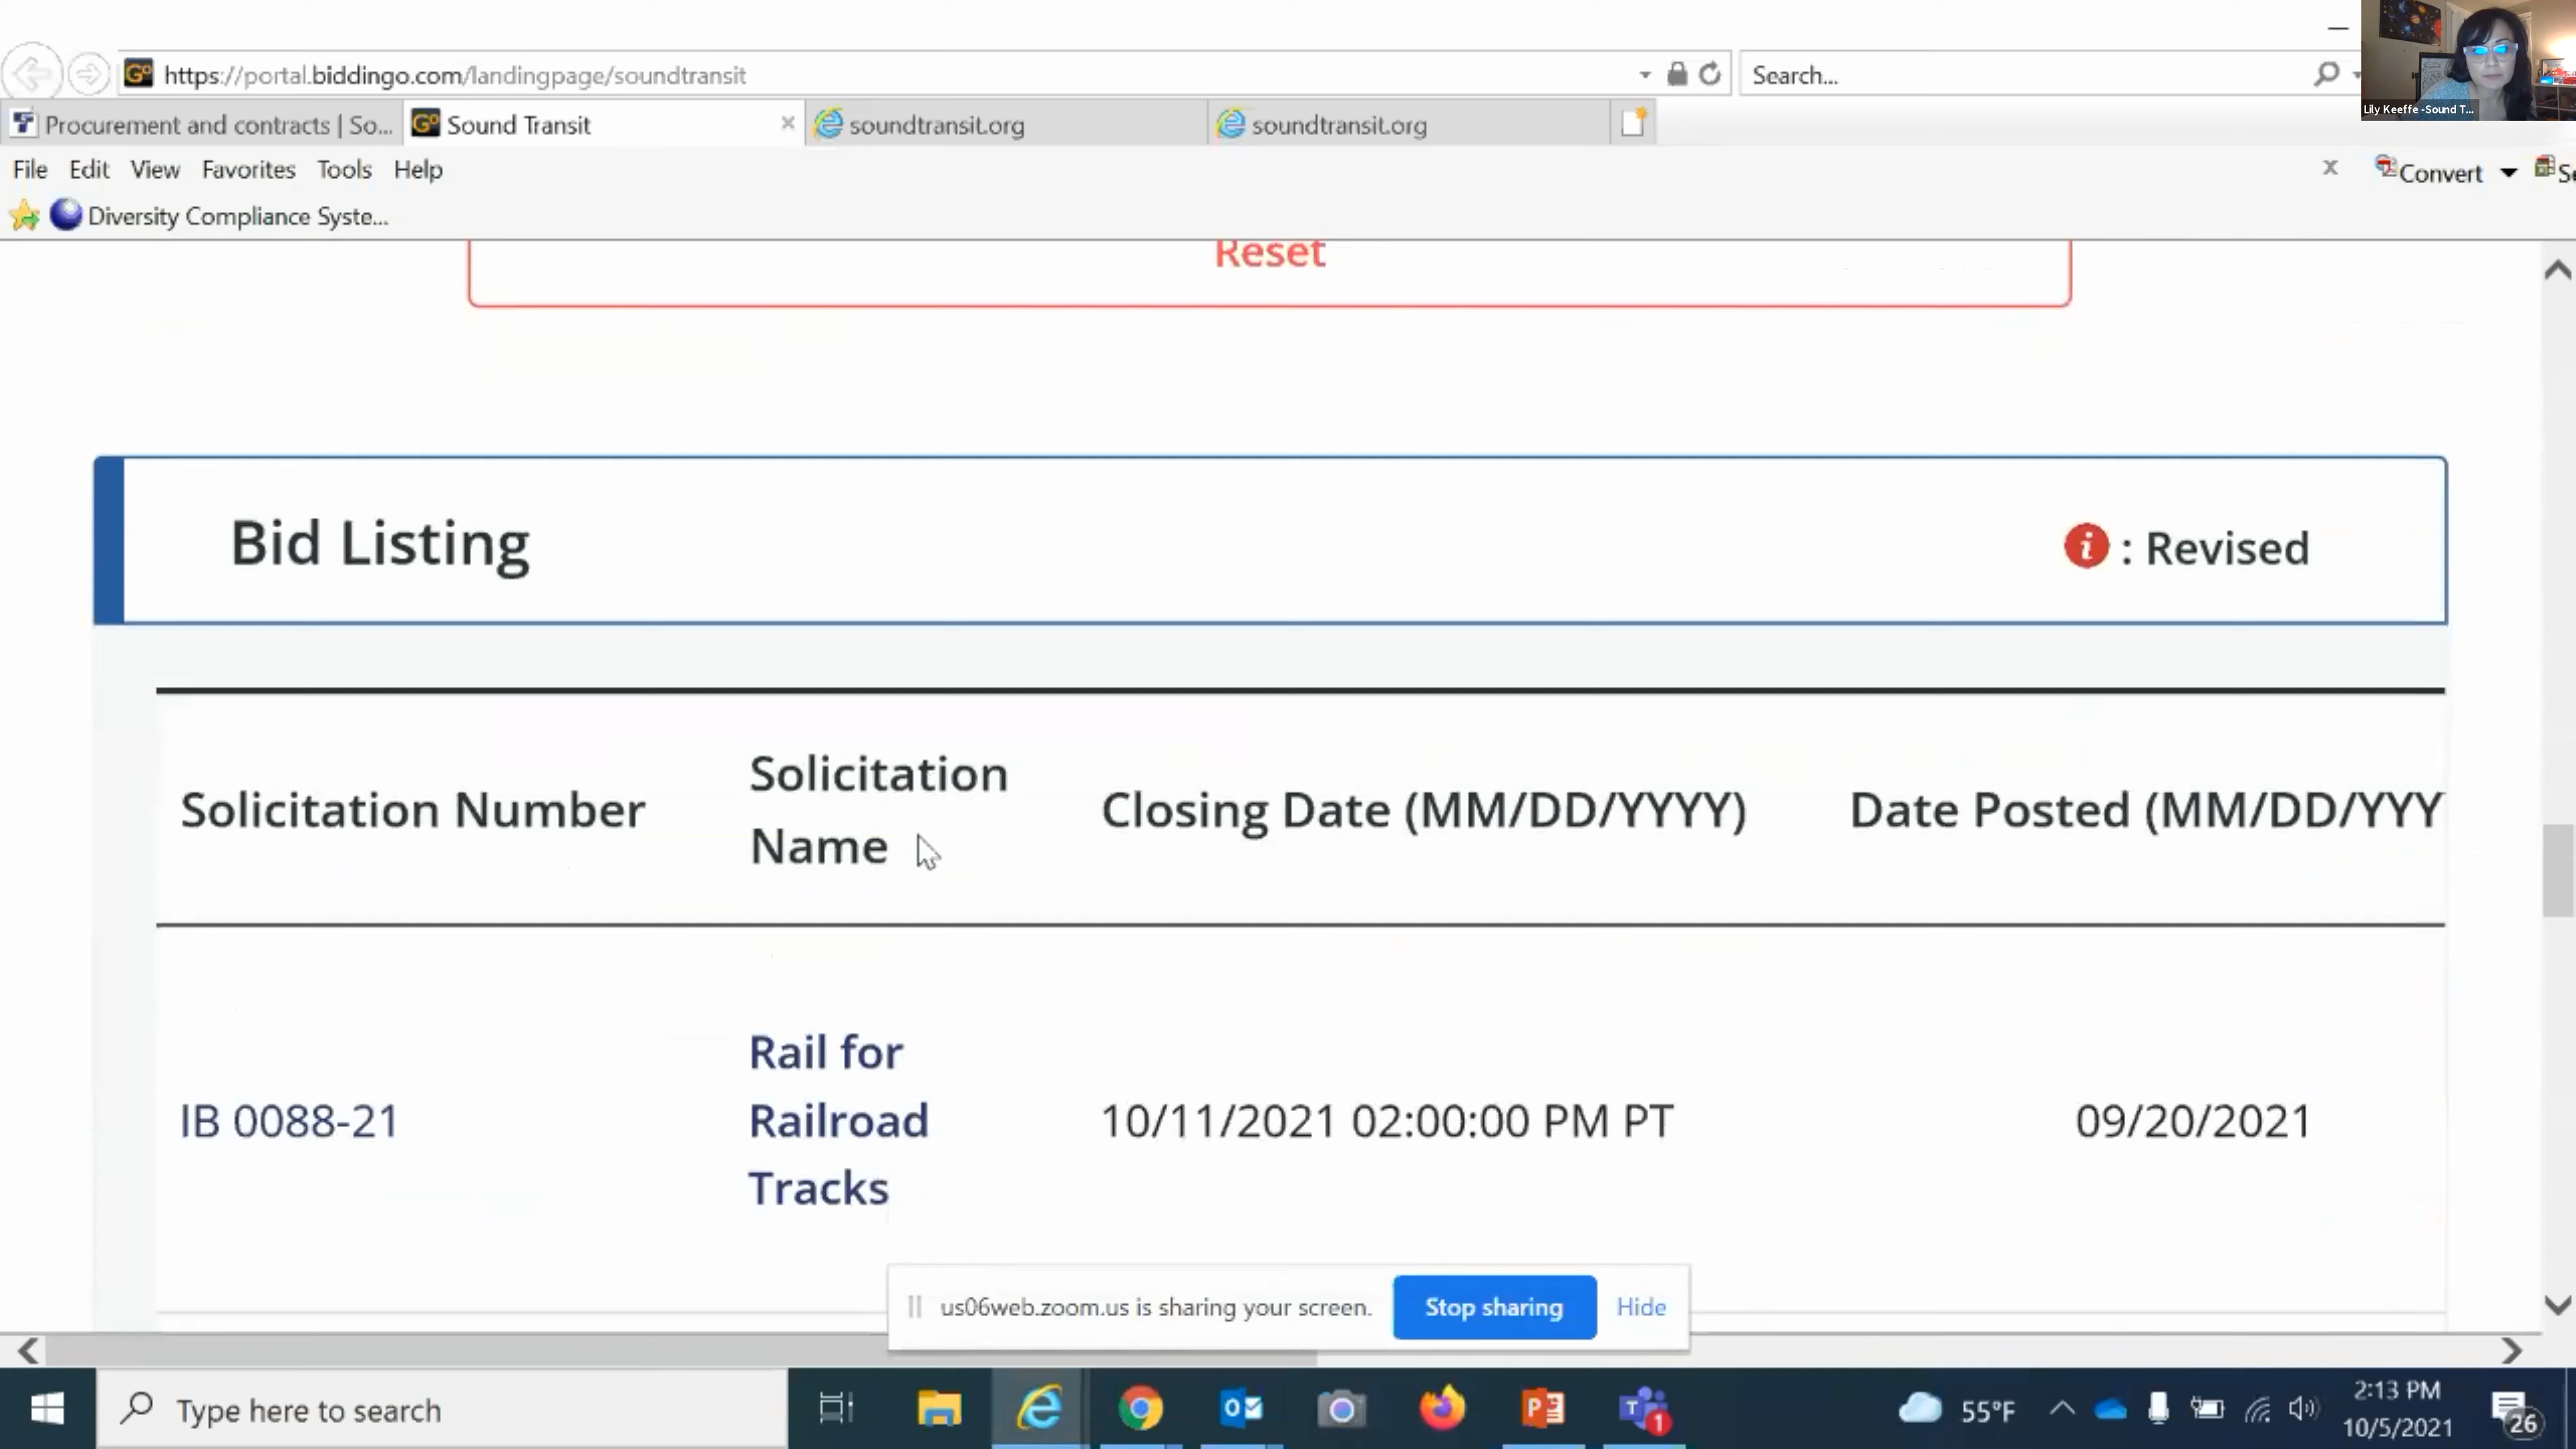 https://portal.biddingo.com/landingpage/soundtransit
Search...
Lily Keeffe -Sound T...
Procurement and contracts | So...
Sound Transit
soundtransit.org
soundtransit.org
File Edit View Favorites Tools Help
Convert
Se
Diversity Compliance Syste...
Reset
Bid Listing
: Revised
Solicitation Number
Solicitation
Name
Closing Date (MM/DD/YYYY)
Date Posted (MM/DD/YYY
IB 0088-21
Rail for
Railroad
Tracks
10/11/2021 02:00:00 PM PT
09/20/2021
us06web.zoom.us is sharing your screen.
Stop sharing
Hide
Type here to search
1
55°F
2:13 PM
10/5/2021
26